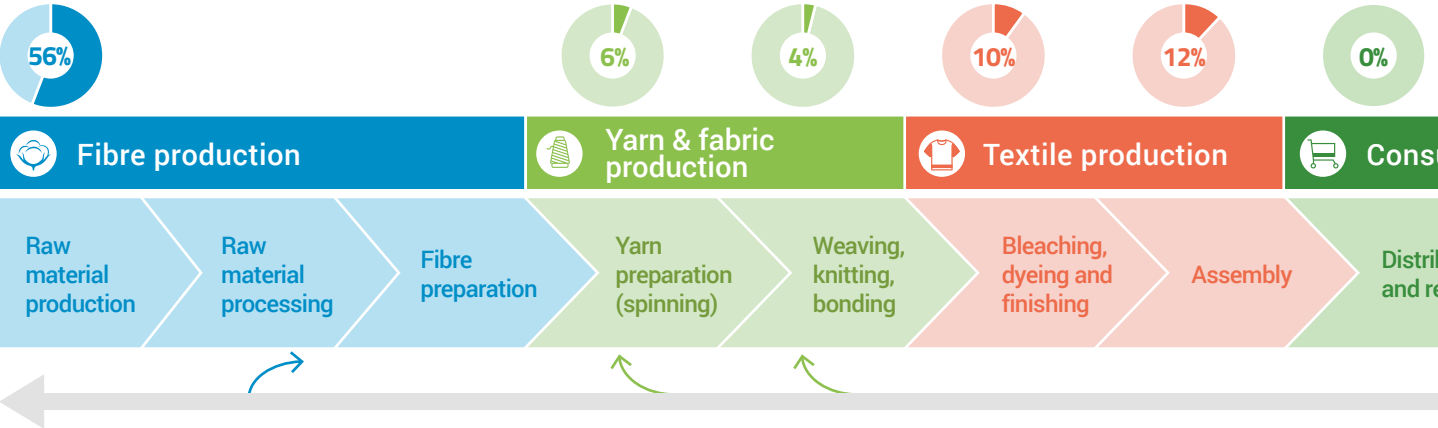 56%
6%
4%
10%
12%
0%
Fibre production
Yarn & fabric
production
Textile production
Raw
material
production
Raw
material
processing
Fibre
preparation
Yarn
preparation
(spinning)
Weaving,
knitting,
bonding
Bleaching,
dyeing and
finishing
Assembly
and